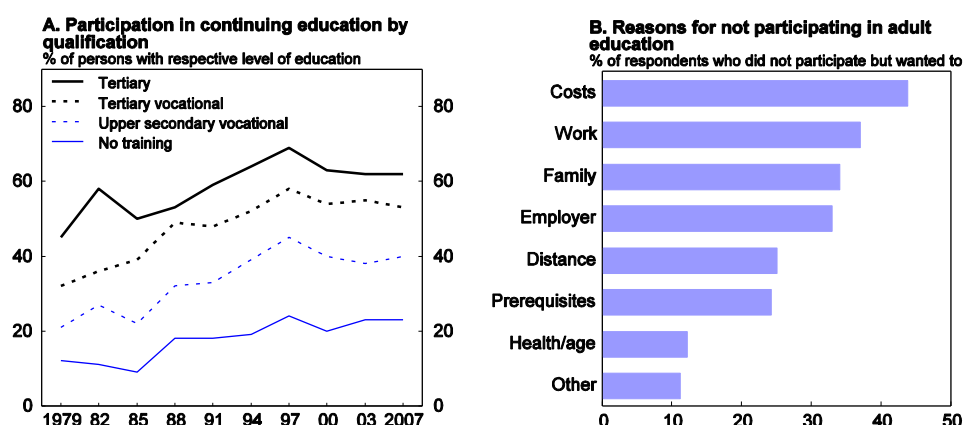 A. Participation in continuing education by
qualification
% of persons with respective level of education
Tertiary
Tertiary vocational
Upper secondary vocational
No training
80
60
40
20
0
80
60
40
20
0
1979 82 85 88 91 94 97 00 03 2007
B. Reasons for not participating in adult
education
% of respondents who did not participate but wanted to
Costs
Work
Family
Employer
Distance
Prerequisites
Health/age
Other
0 10 20 30 40 50